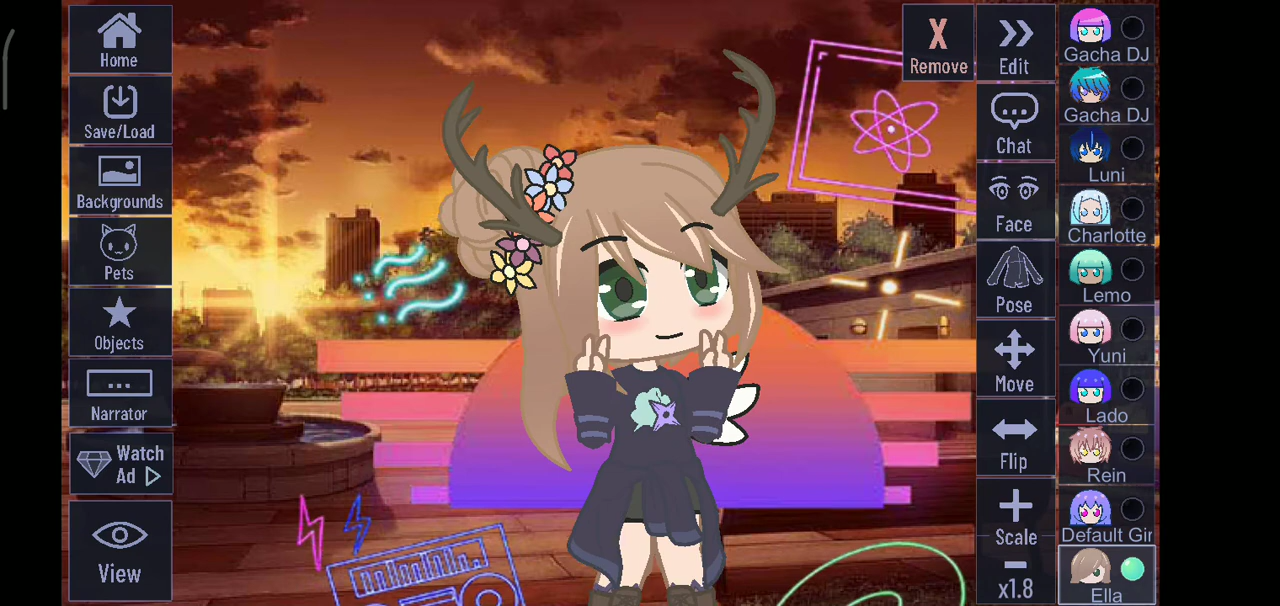 Home
Save/Load
Backgrounds
Pets
Objects
...
Narrator
Watch
Ad
View
X
Remove
Edit
Chat
Face
Pose
Move
Flip
Scale
x1.8
Gacha DJ
Gacha DJ
Luni
Charlotte
Lemo
Yuni
Lado
Rein
Default Gir
Ella